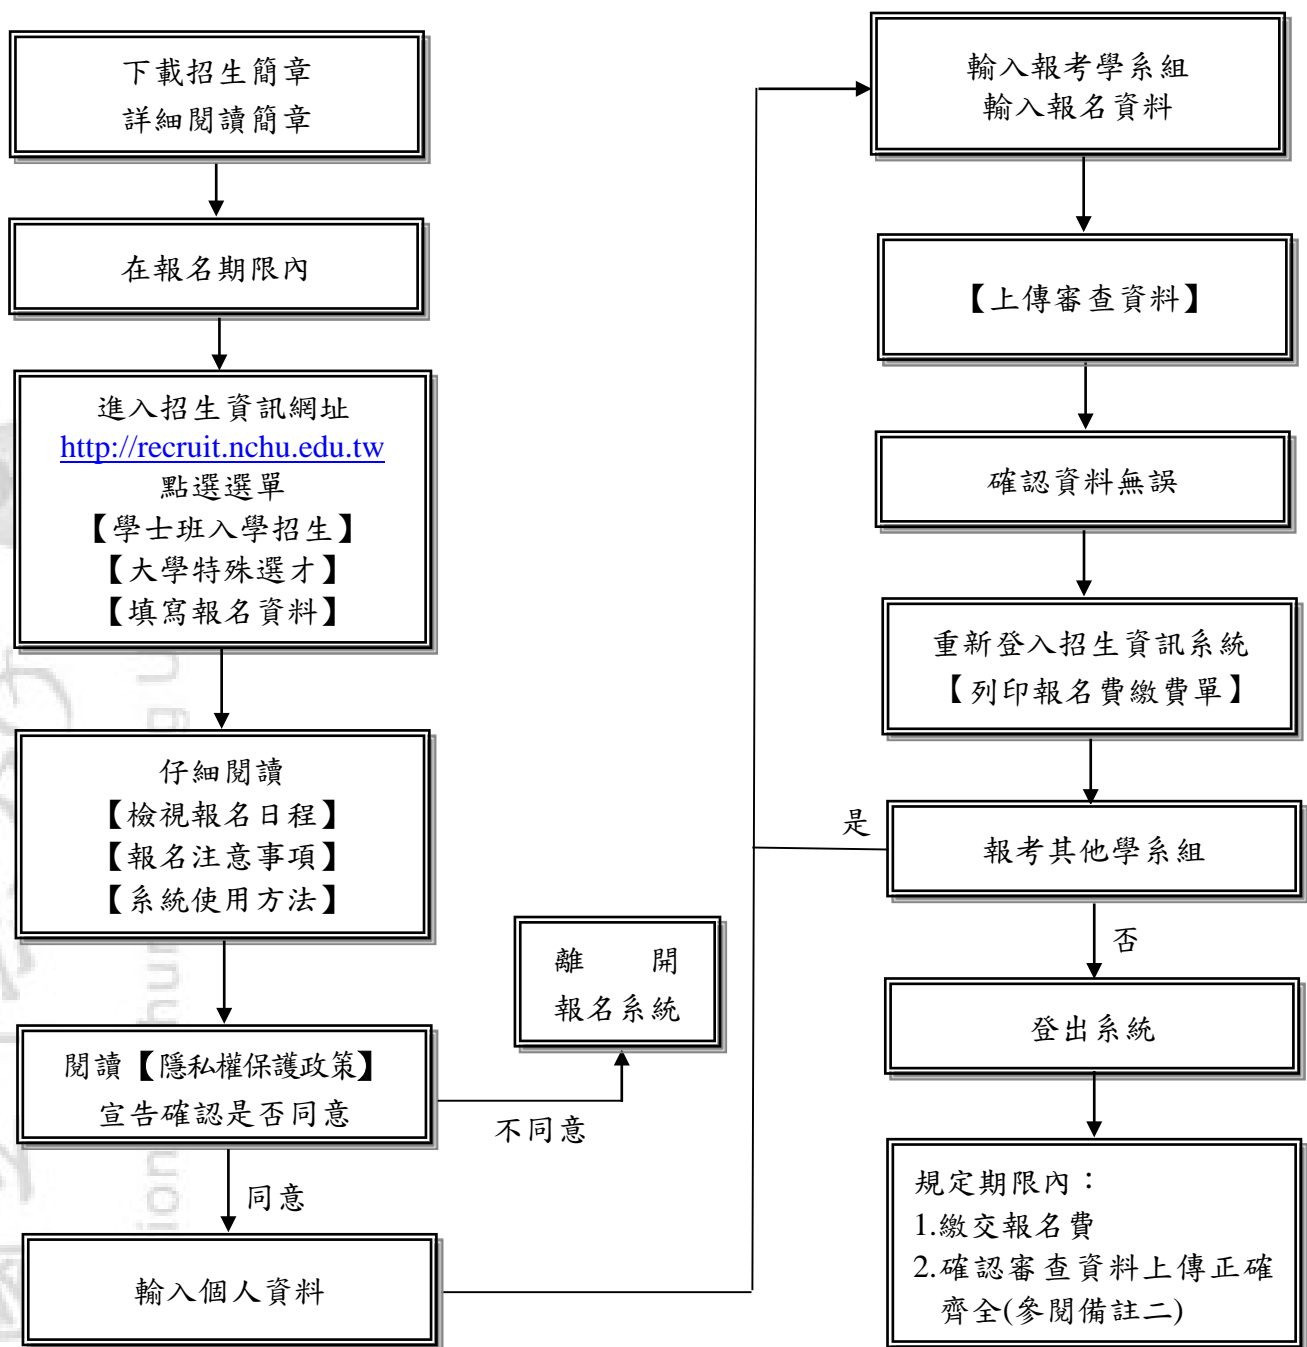 下載招生簡章
詳細閱讀簡章
在報名期限內
進入招生資訊網址
http://recruit.nchu.edu.tw
點選選單
【學士班入學招生】
【大學特殊選才】
【填寫報名資料】
仔細閱讀
【檢視報名日程】
【報名注意事項】
【系統使用方法】
閱讀【隱私權保護政策】
宣告確認是否同意
不同意
離 開
報名系統
同意
輸入個人資料
輸入報考學系組
輸入報名資料
【上傳審查資料】
確認資料無誤
重新登入招生資訊系統
【列印報名費繳費單】
報考其他學系組
是
否
登出系統
規定期限內：
1.繳交報名費
2.確認審查資料上傳正確
齊全(參閱備註二)